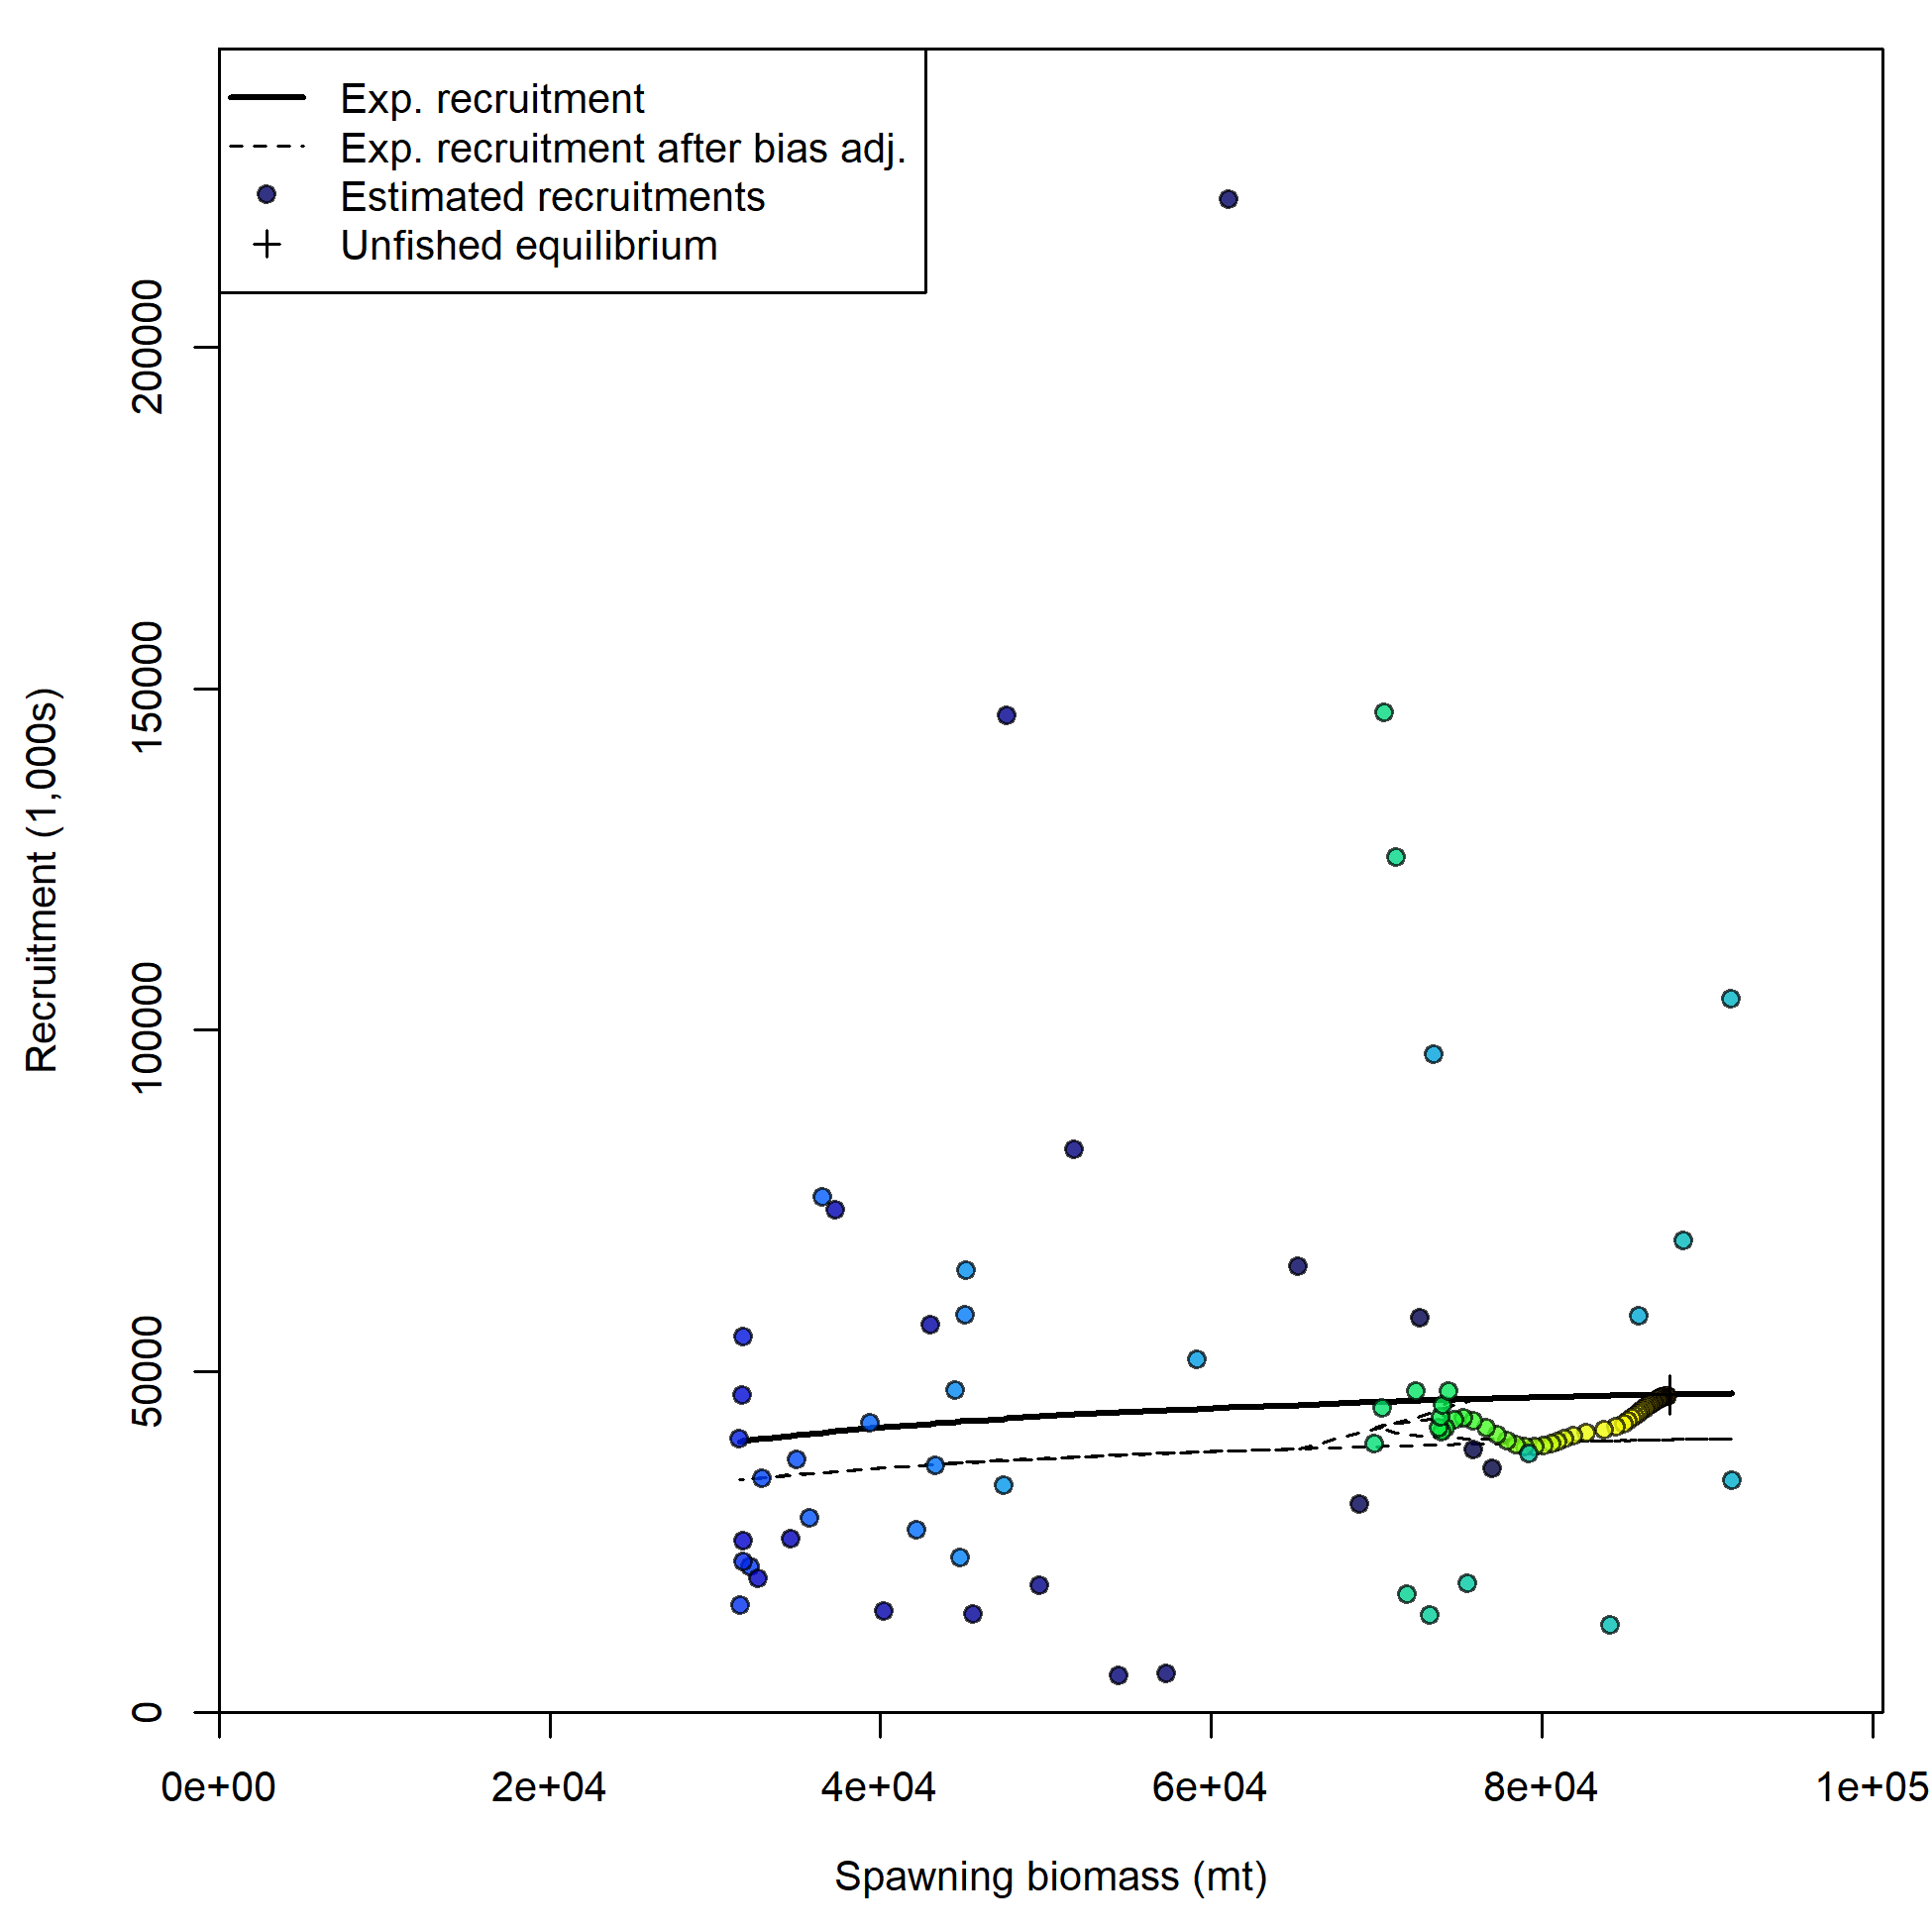 Exp. recruitment
Exp. recruitment after bias adj.
Estimated recruitments
Unfished equilibrium
Recruitment (1,000s)
200000
150000
100000
50000
0
0e+00 2e+04 4e+04 6e+04 8e+04 1e+05
Spawning biomass (mt)